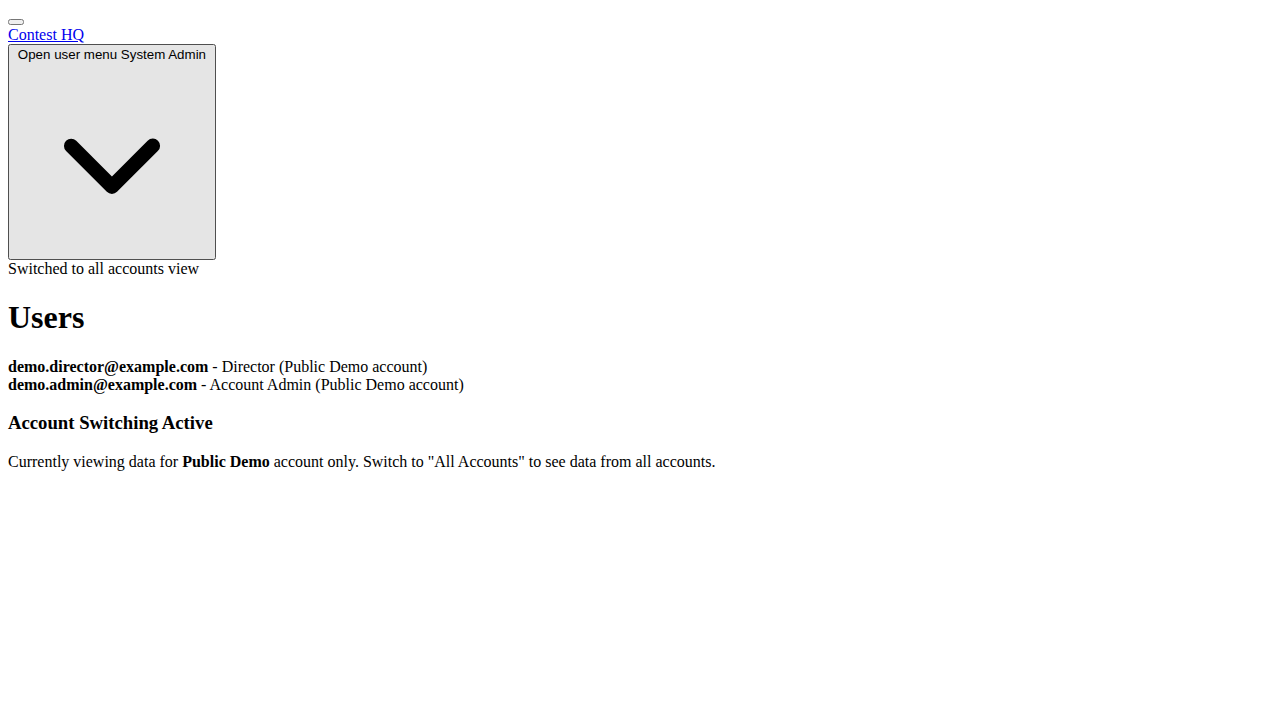 Contest HQ
Open user menu System Admin
Switched to all accounts view
Users
demo.director@example.com - Director (Public Demo account)
demo.admin@example.com - Account Admin (Public Demo account)
Account Switching Active
Currently viewing data for Public Demo account only. Switch to "All Accounts" to see data from all accounts.